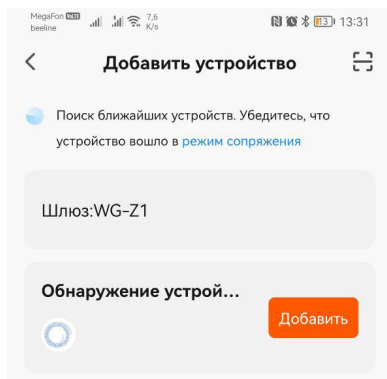 MegaFon VoLTE 7,6 13 13:31
beeline K/s
Добавить устройство
Поиск ближайших устройств. Убедитесь, что
устройство вошло в режим сопряжения
Шлюз:WG-Z1
Обнаружение устрой...
Добавить